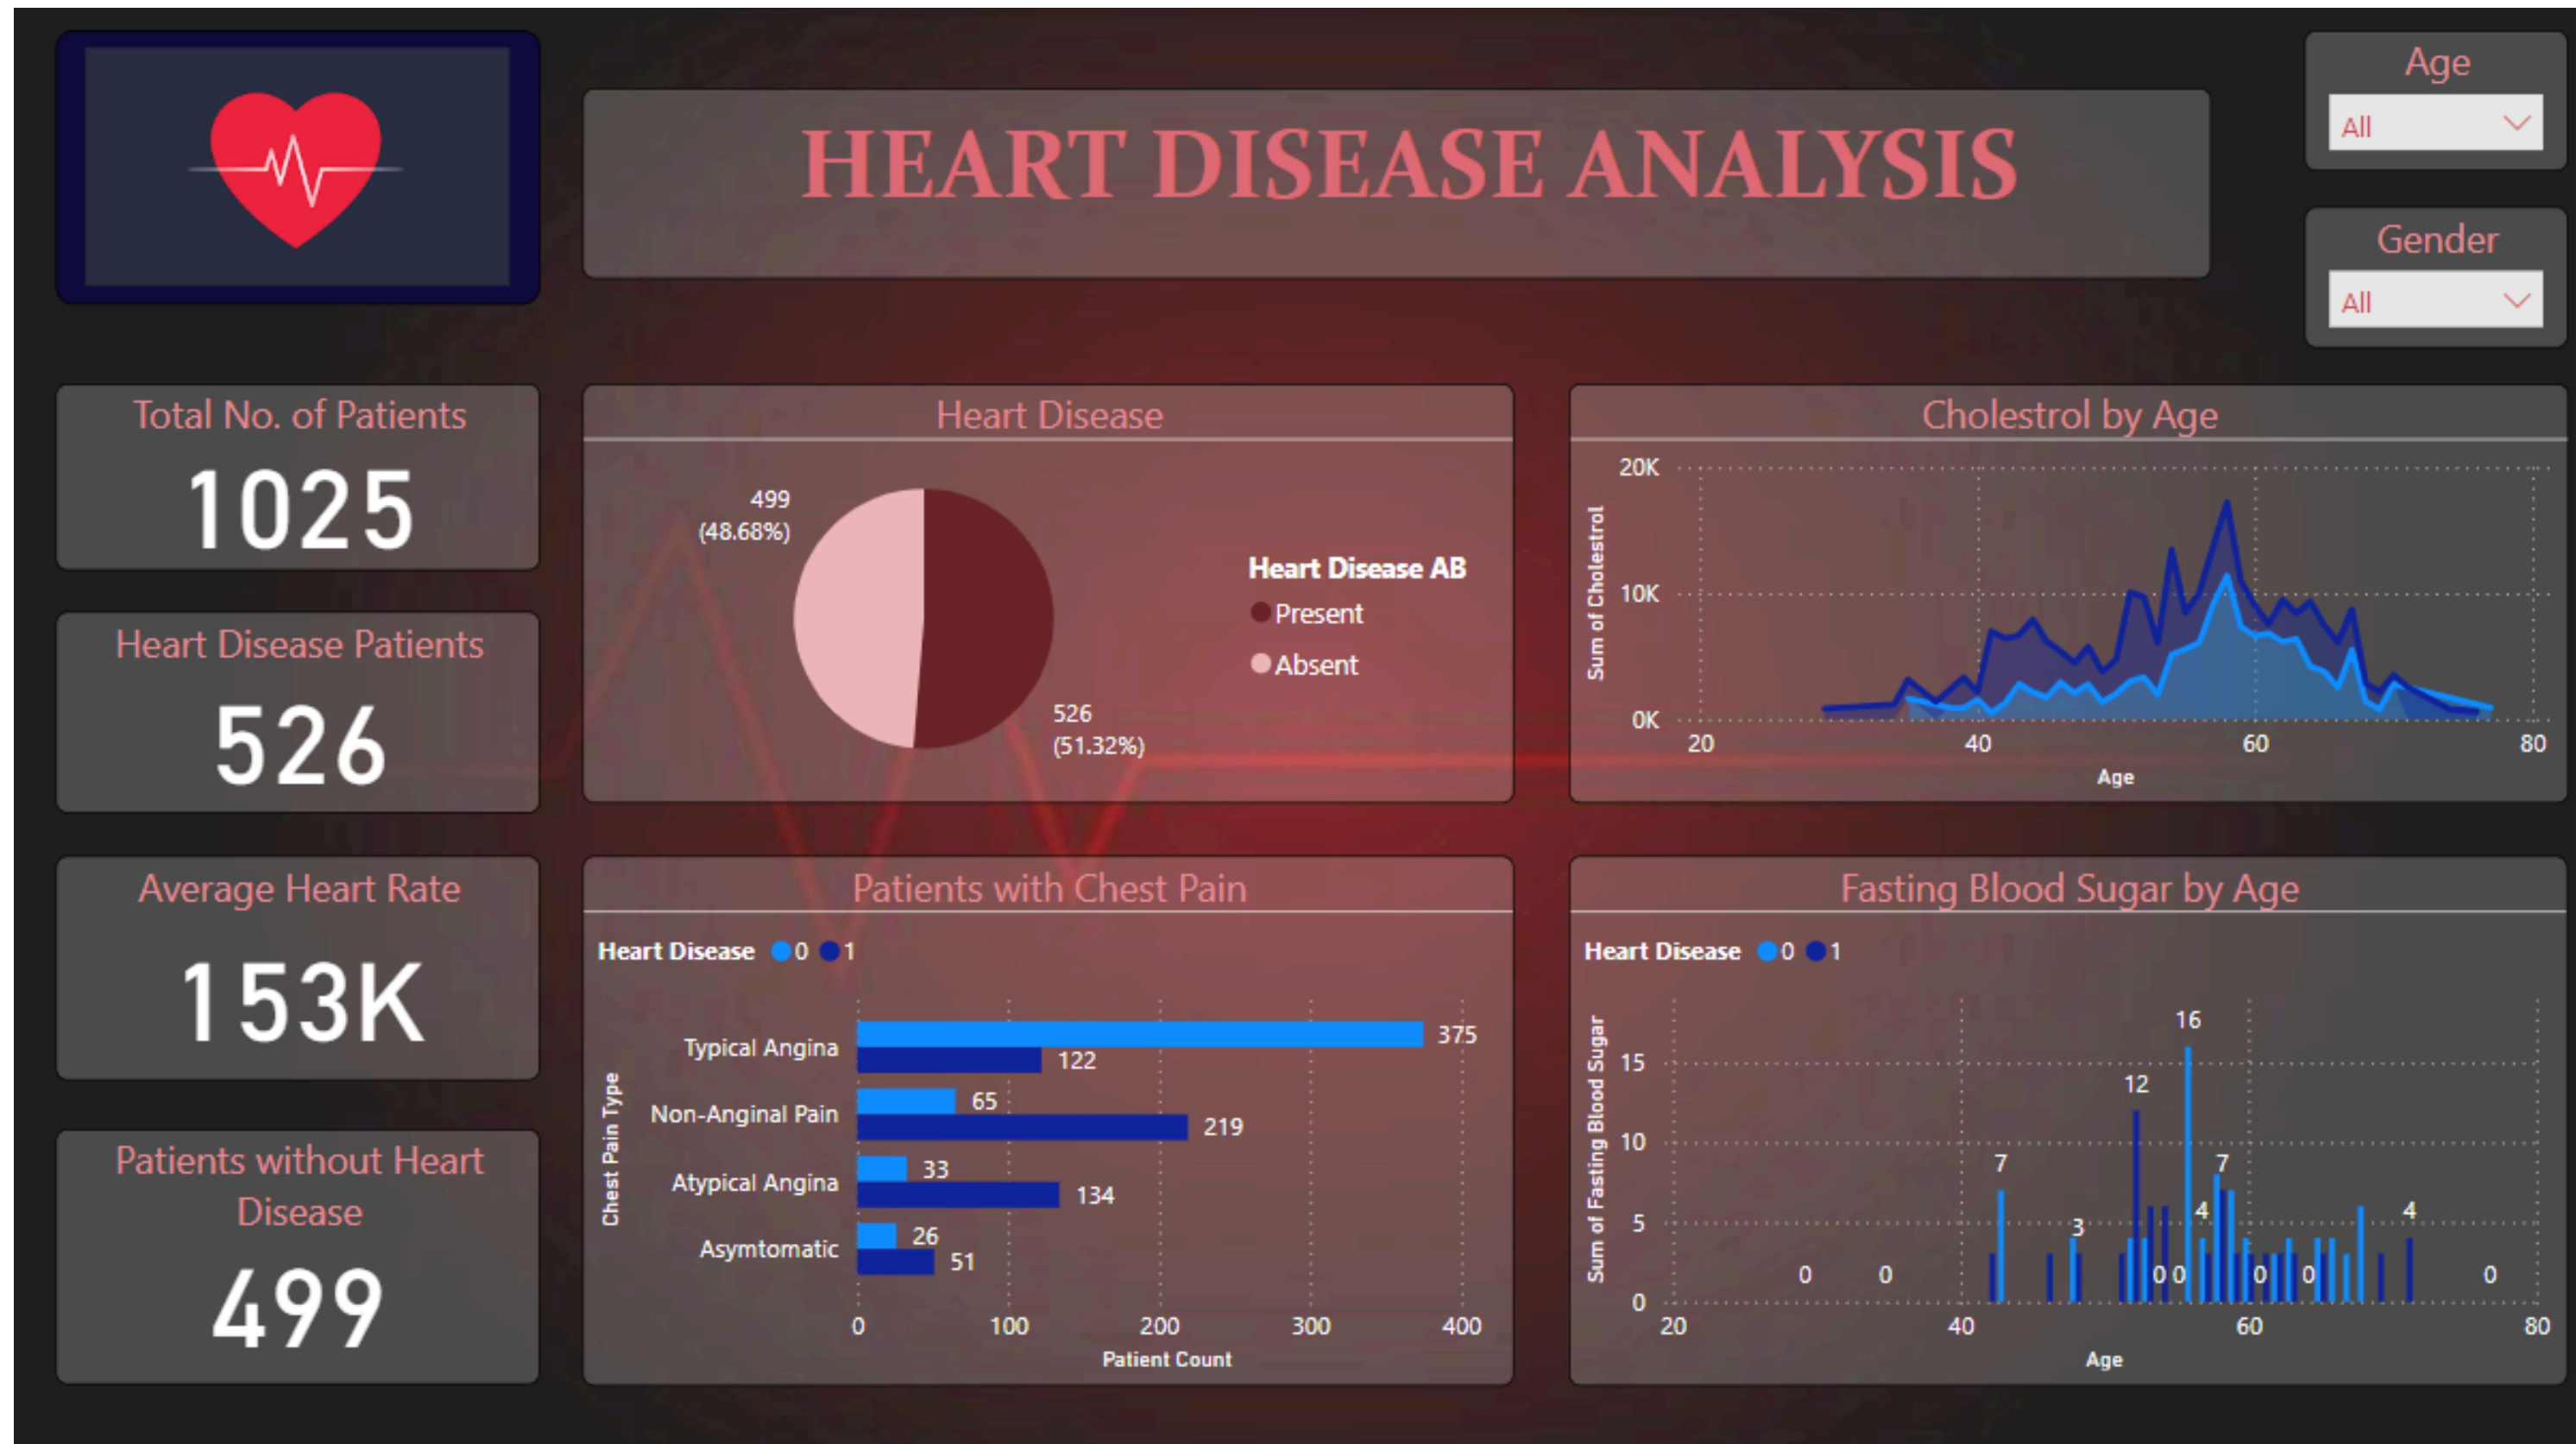 HEART DISEASE ANALYSIS
Age
All
Gender
All
Total No. of Patients
1025
Heart Disease Patients
526
Average Heart Rate
153K
Patients without Heart
Disease
499
Heart Disease
499
(48.68%)
526
(51.32%)
Heart Disease AB
Present
Absent
Cholestrol by Age
Sum of Cholestrol
20K
10K
0K
20 40 60 80
Age
Patients with Chest Pain
Heart Disease 0 1
Chest Pain Type
Typical Angina 375
122
Non-Anginal Pain 65
219
Atypical Angina 33
134
Asymtomatic 26
51
0 100 200 300 400
Patient Count
Fasting Blood Sugar by Age
Heart Disease 0 1
Sum of Fasting Blood Sugar
16
15
12
10
7 7
5 3 4 4
0 0 0 0 0 0 0
0
20 40 60 80
Age